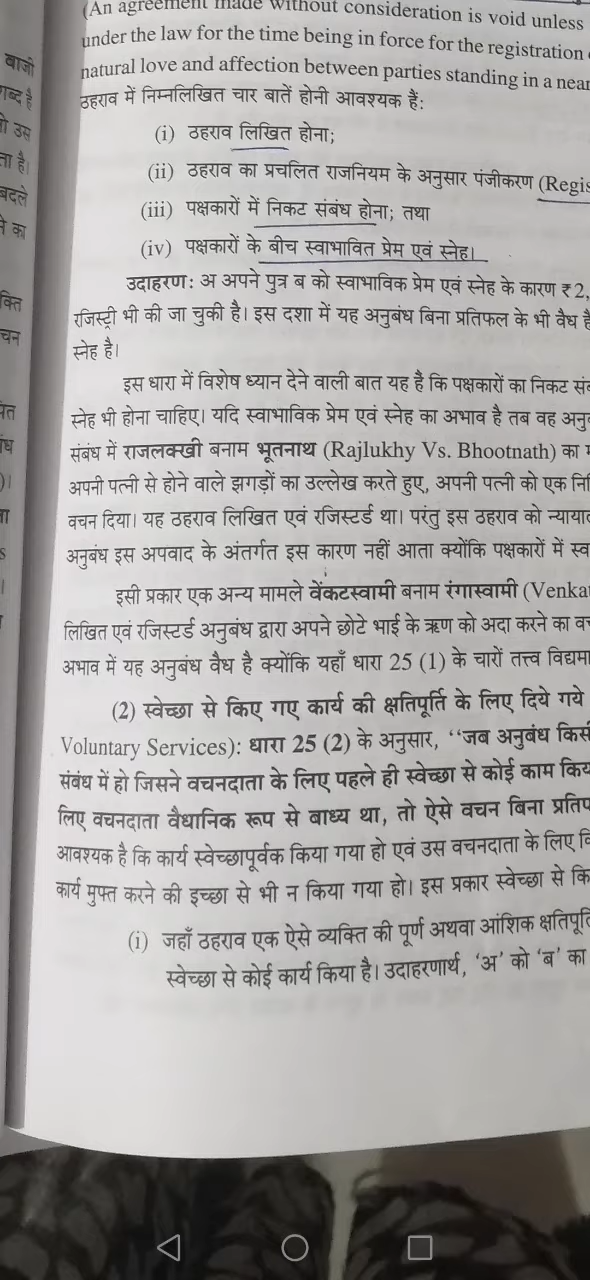 (An agreement made without consideration is void unless
under the law for the time being in force for the registration
natural love and affection between parties standing in a near
ठहराव में निम्नलिखित चार बातें होनी आवश्यक हैं:
(i) ठहराव लिखित होना;
(ii) ठहराव का प्रचलित राजनियम के अनुसार पंजीकरण (Regis
(iii) पक्षकारों में निकट संबंध होना; तथा
(iv) पक्षकारों के बीच स्वाभावित प्रेम एवं स्नेह।
उदाहरण: अ अपने पुत्र ब को स्वाभाविक प्रेम एवं स्नेह के कारण ₹2,
रजिस्ट्री भी की जा चुकी है। इस दशा में यह अनुबंध बिना प्रतिफल के भी वैध है
स्नेह है।
इस धारा में विशेष ध्यान देने वाली बात यह है कि पक्षकारों का निकट
स्नेह भी होना चाहिए। यदि स्वाभाविक प्रेम एवं स्नेह का अभाव है तब वह
संबंध में राजलक्खी बनाम भूतनाथ (Rajlukhy Vs. Bhootnath) का
अपनी पत्नी से होने वाले झगड़ों का उल्लेख करते हुए, अपनी पत्नी को एक
वचन दिया। यह ठहराव लिखित एवं रजिस्टर्ड था। परंतु इस ठहराव को
अनुबंध इस अपवाद के अंतर्गत इस कारण नहीं आता क्योंकि पक्षकारों में
इसी प्रकार एक अन्य मामले वेंकटस्वामी बनाम रंगास्वामी (Venka
लिखित एवं रजिस्टर्ड अनुबंध द्वारा अपने छोटे भाई के ऋण को अदा करने का
अभाव में यह अनुबंध वैध है क्योंकि यहाँ धारा 25 (1) के चारों तत्त्व विद्यमा
(2) स्वेच्छा से किए गए कार्य की क्षतिपूर्ति के लिए दिये गये
Voluntary Services): धारा 25 (2) के अनुसार, ‘‘जब अनुबंध किसी
संबंध में हो जिसने वचनदाता के लिए पहले ही स्वेच्छा से कोई काम किय
लिए वचनदाता वैधानिक रूप से बाध्य था, तो ऐसे वचन बिना प्रतिप
आवश्यक है कि कार्य स्वेच्छापूर्वक किया गया हो एवं उस वचनदाता के लिए
कार्य मुफ्त करने की इच्छा से भी न किया गया हो। इस प्रकार स्वेच्छा से
(i) जहाँ ठहराव एक ऐसे व्यक्ति की पूर्ण अथवा आंशिक क्षतिपूर्ति
स्वेच्छा से कोई कार्य किया है। उदाहरणार्थ, ‘अ’ को ‘ब’ का